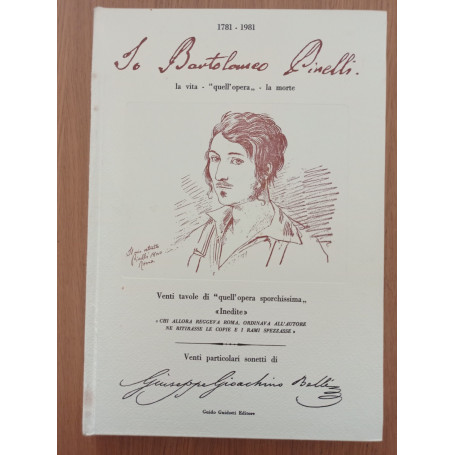 1781 - 1981
Io Bartolomeo Pinelli.
la vita - "quell'opera„ - la morte
Roma
Venti tavole di "quell'opera sporchissima„
«Inedite»
« CHI ALLORA REGGEVA ROMA, ORDINAVA ALL'AUTORE
NE RITIRASSE LE COPIE E I RAMI SPEZZASSE »
Venti particolari sonetti di
Giuseppe Gioachino Belli
Guido Guidotti Editore